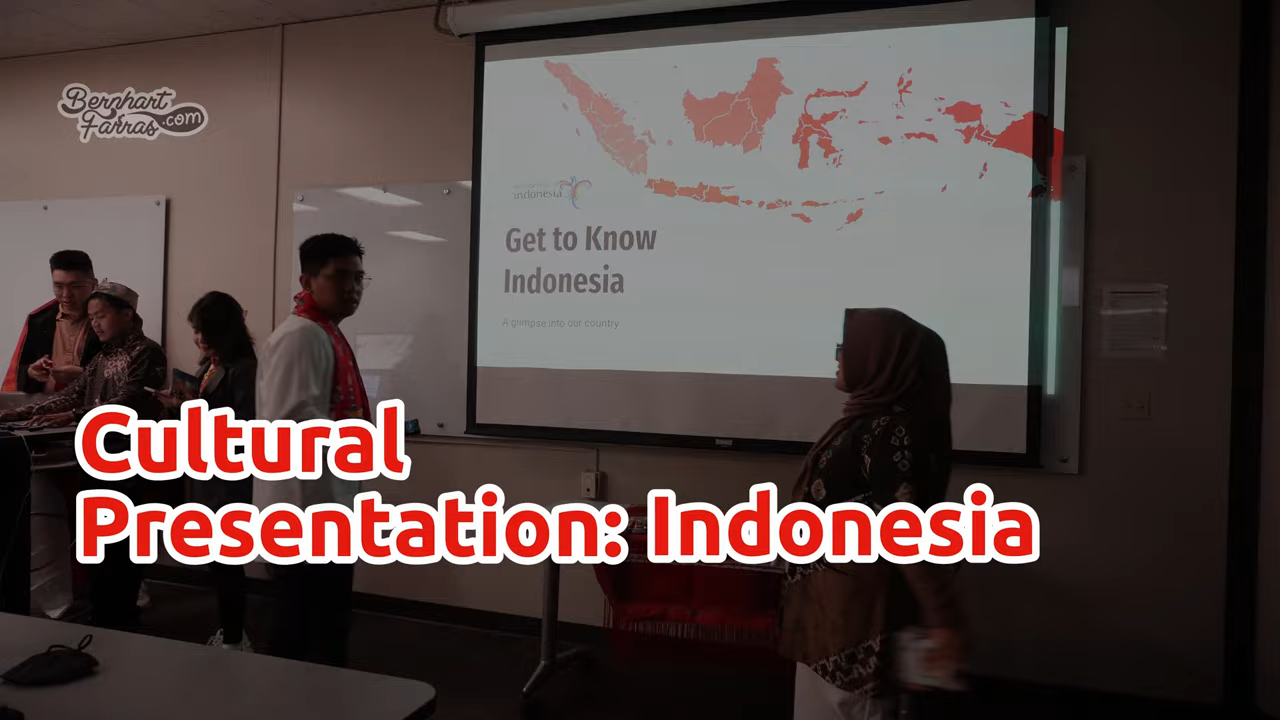 Bernhart
Farras.com
indonesia
Get to Know
Indonesia
A glimpse into our country
Cultural
Presentation: Indonesia